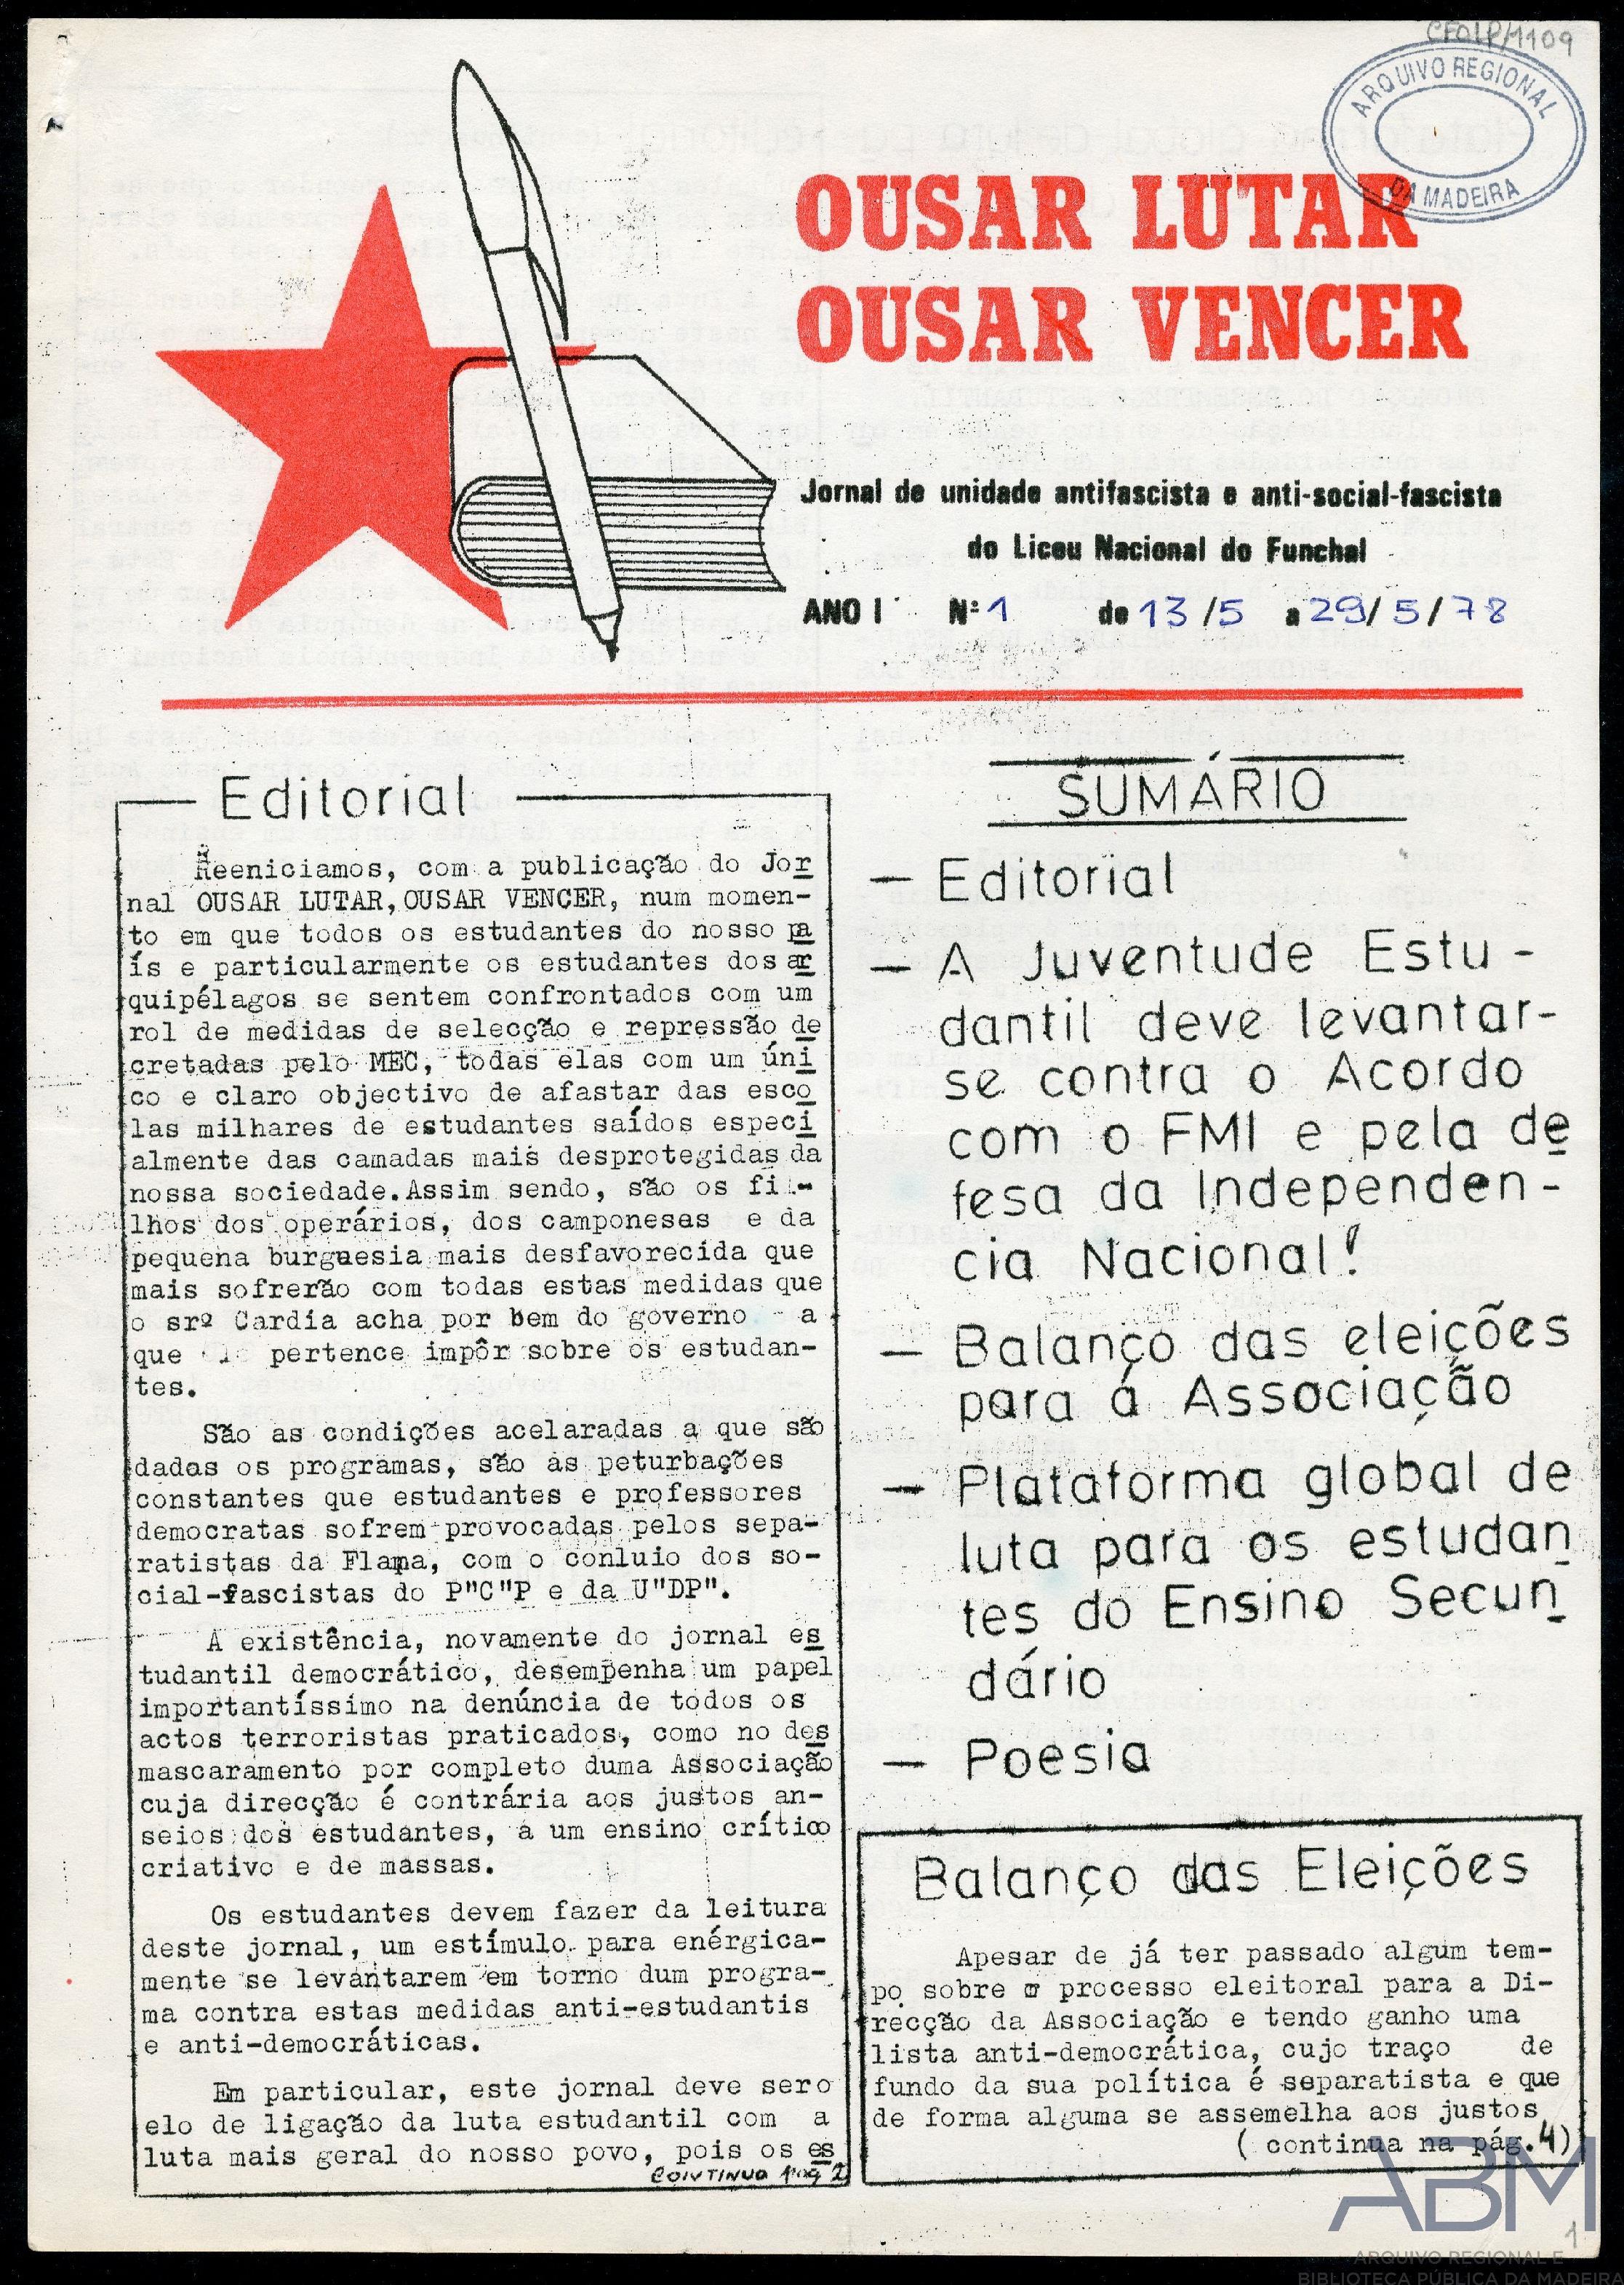 CFOLP/1109
ARQUIVO REGIONAL
DA MADEIRA
OUSAR LUTAR
OUSAR VENCER
Jornal de unidade antifascista e anti-social-fascista
do Liceu Nacional do Funchal
ANO I Nº 1 de 13/5 a 29/5/78
Editorial
Reeniciamos, com a publicação do Jor
nal OUSAR LUTAR, OUSAR VENCER, num momen-
to em que todos os estudantes do nosso pa
ís e particularmente os estudantes dos ar
quipélagos se sentem confrontados com um
rol de medidas de selecção e repressão de
cretadas pelo MEC, todas elas com um úni
co e claro objectivo de afastar das esco
las milhares de estudantes saídos especi
almente das camadas mais desprotegidas da
nossa sociedade. Assim sendo, são os fi-
lhos dos operários, dos camponesas e da
pequena burguesia mais desfavorecida que
mais sofrerão com todas estas medidas que
o srº Cardia acha por bem do governo a
que pertence impôr sobre os estudan-
tes.
São as condições acelaradas a que são
dadas os programas, são as peturbações
constantes que estudantes e professores
democratas sofrem provocadas pelos sepa-
ratistas da Flama, com o conluio dos so-
cial-fascistas do P"C"P e da U"DP".
A existência, novamente do jornal es
tudantil democrático, desempenha um papel
importantíssimo na denúncia de todos os
actos terroristas praticados, como no des
mascaramento por completo duma Associação
cuja direcção é contrária aos justos an-
seios dos estudantes, a um ensino crítico
criativo e de massas.
Os estudantes devem fazer da leitura
deste jornal, um estímulo para enérgica-
mente se levantarem em torno dum progra-
ma contra estas medidas anti-estudantis
e anti-democráticas.
Em particular, este jornal deve ser o
elo de ligação da luta estudantil com a
luta mais geral do nosso povo, pois os es
CONTINUA Pag 2
SUMÁRIO
— Editorial
— A Juventude Estu-
dantil deve levantar-
se contra o Acordo
com o FMI e pela de
fesa da Independen-
cia Nacional!
— Balanço das eleições
para á Associação
— Plataforma global de
luta para os estudan
tes do Ensino Secun
dário
— Poesia
Balanço das Eleições
Apesar de já ter passado algum tem-
po sobre o processo eleitoral para a Di-
recção da Associação e tendo ganho uma
lista anti-democrática, cujo traço de
fundo da sua política é separatista e que
de forma alguma se assemelha aos justos
( continua na pág. 4)
ABM
1
ARQUIVO REGIONAL E
BIBLIOTECA PÚBLICA DA MADEIRA